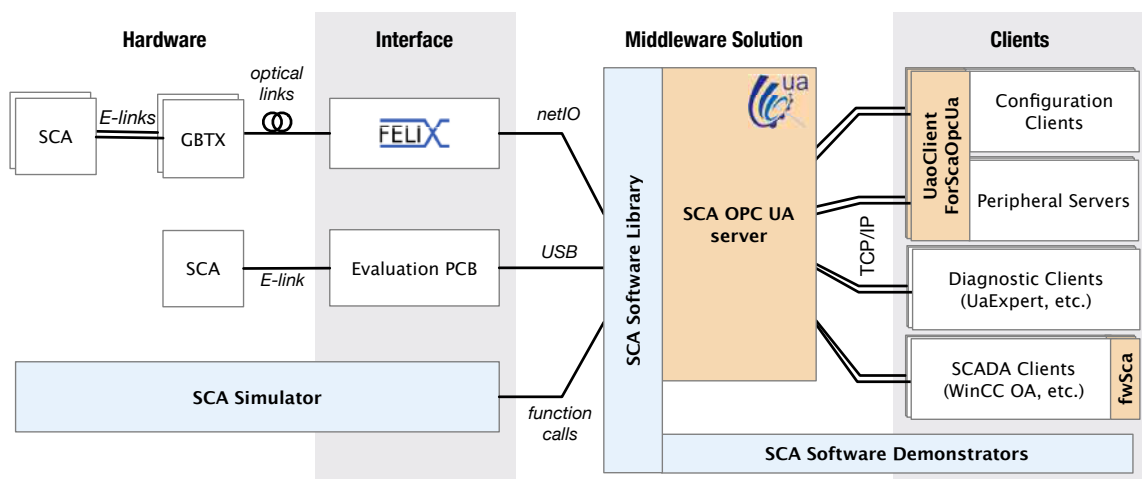 Hardware
Interface
Middleware Solution
Clients
SCA
E-links
GBTX
optical
links
FELIX
netIO
SCA
E-link
Evaluation PCB
USB
SCA Simulator
function
calls
SCA Software Library
ua
SCA OPC UA
server
TCP/IP
UaoClient
ForScaOpcUa
Configuration
Clients
Peripheral Servers
Diagnostic Clients
(UaExpert, etc.)
SCADA Clients
(WinCC OA, etc.)
fwSca
SCA Software Demonstrators